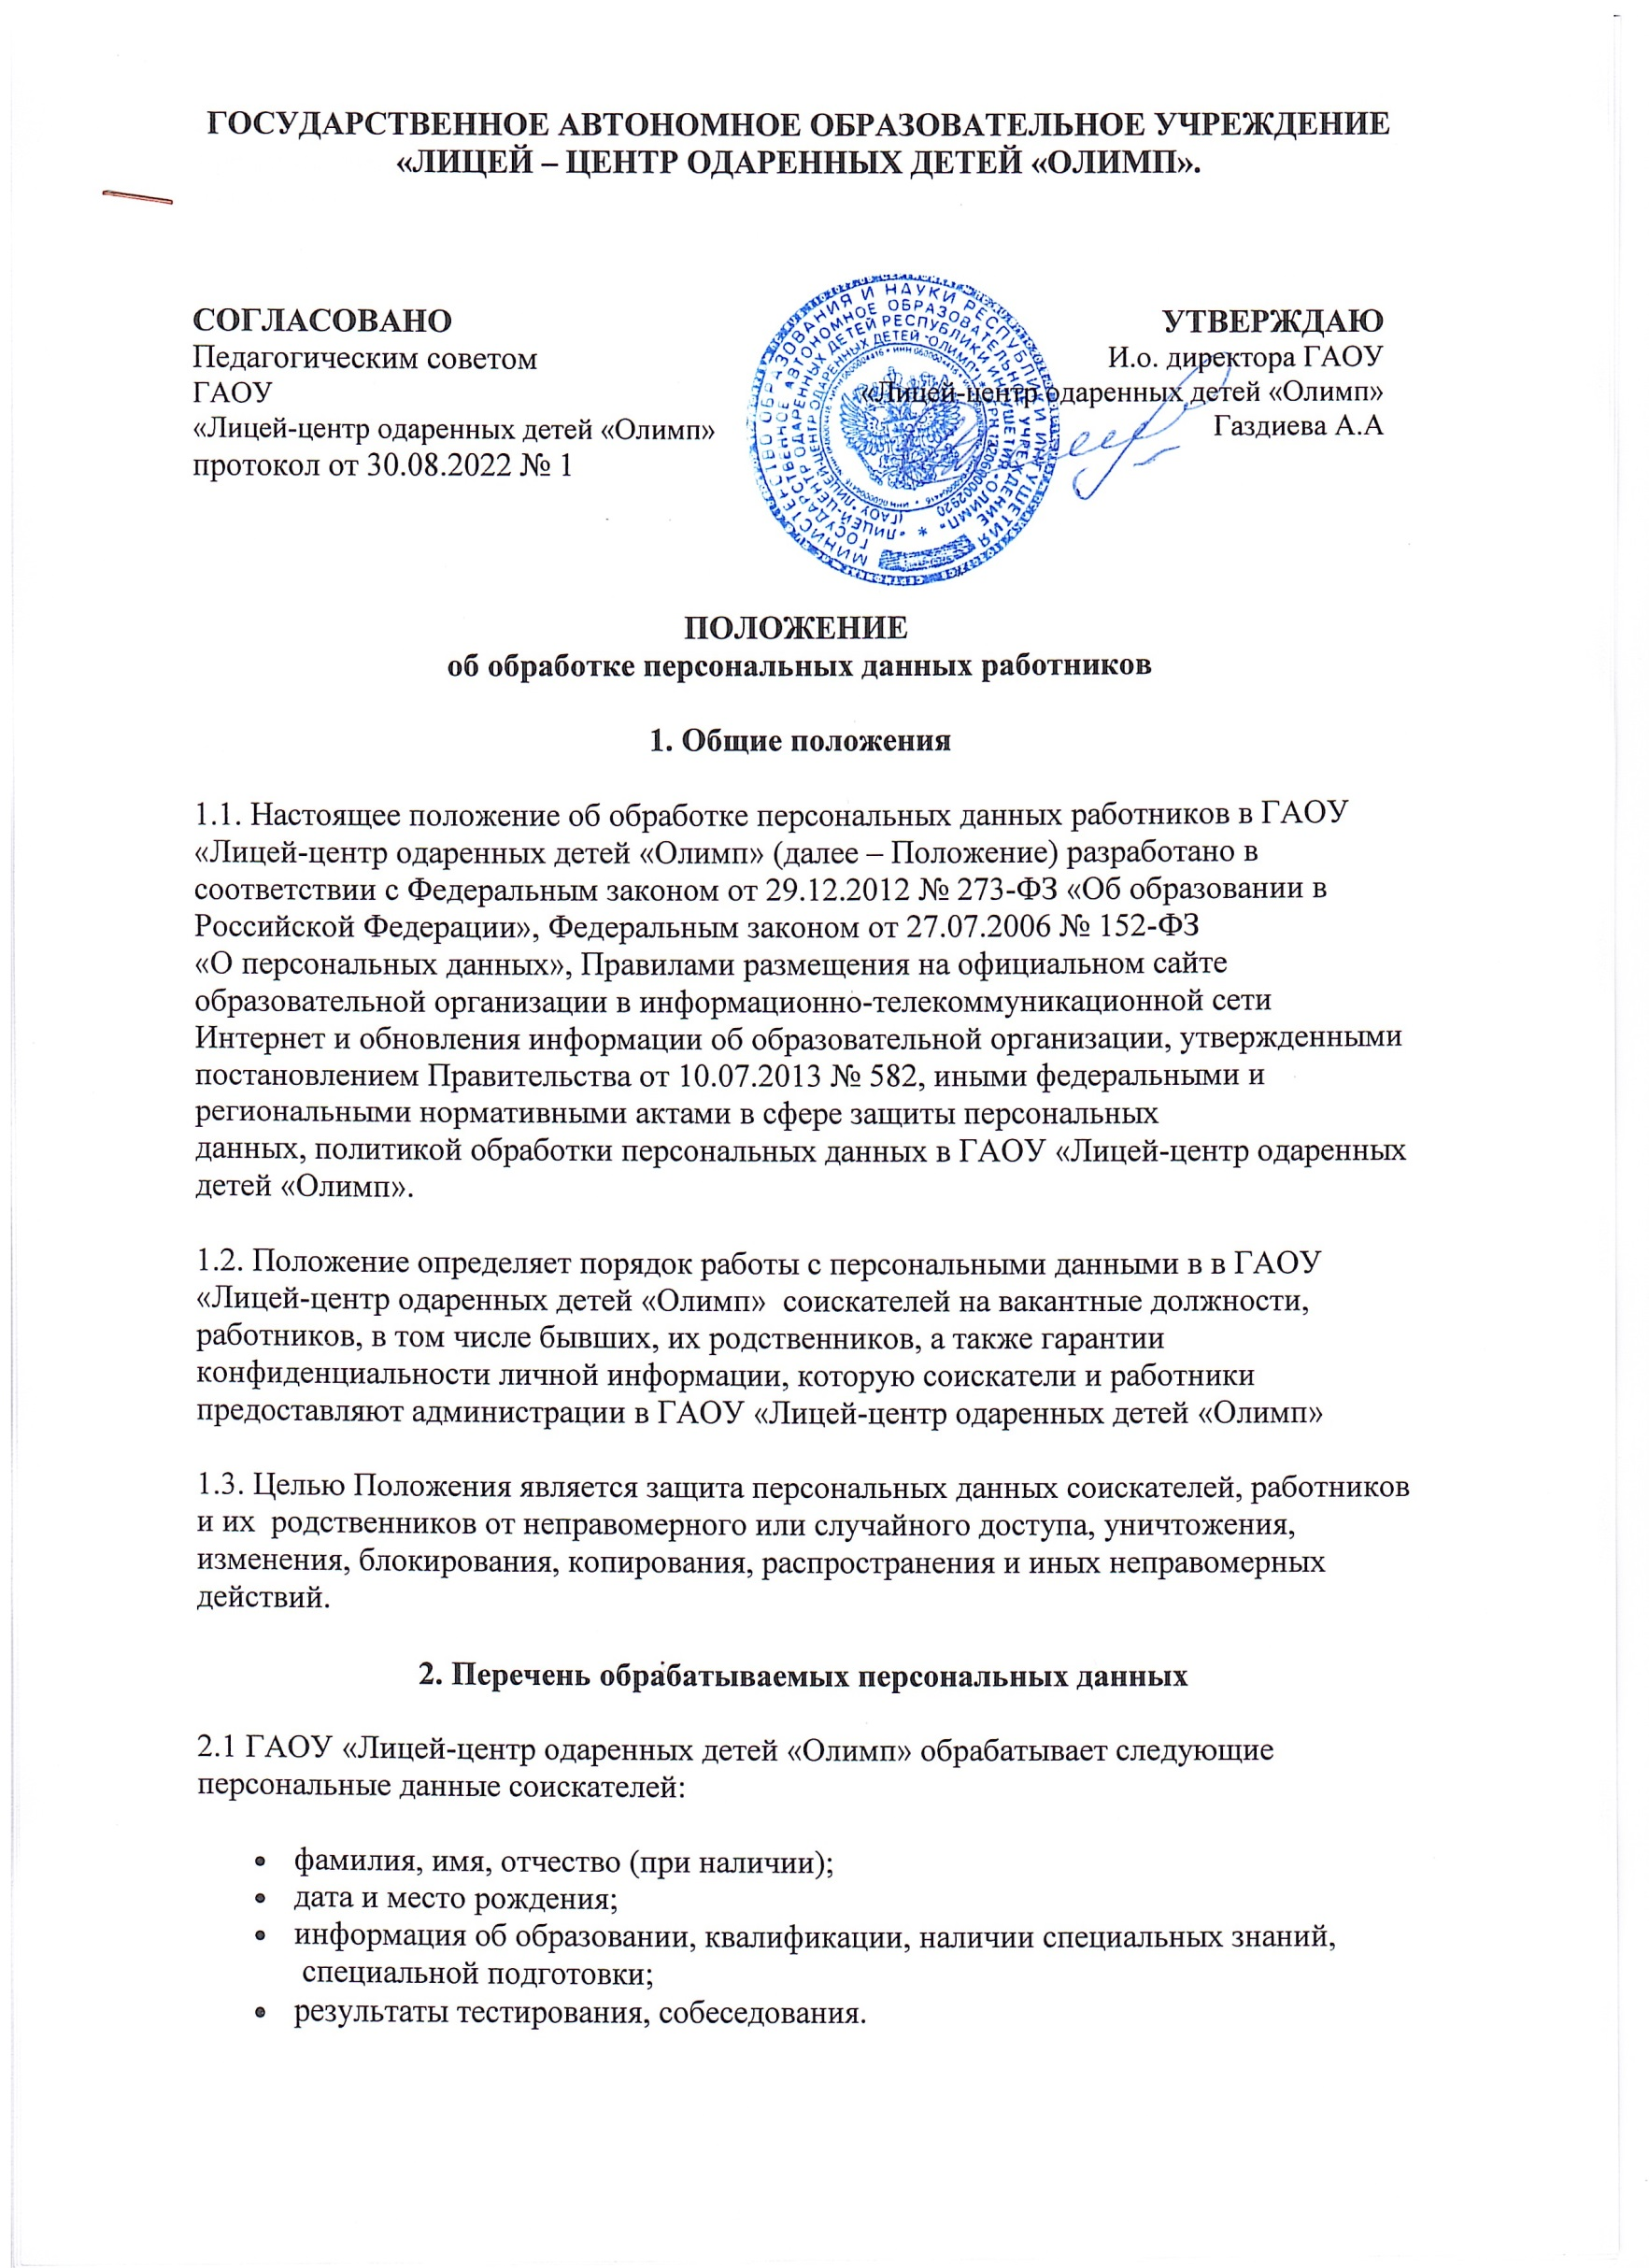 ГОСУДАРСТВЕННОЕ АВТОНОМНОЕ ОБРАЗОВАТЕЛЬНОЕ УЧРЕЖДЕНИЕ
«ЛИЦЕЙ – ЦЕНТР ОДАРЕННЫХ ДЕТЕЙ «ОЛИМП».
СОГЛАСОВАНО
Педагогическим советом
ГАОУ
«Лицей-центр одаренных детей «Олимп»
протокол от 30.08.2022 № 1
УТВЕРЖДАЮ
И.о. директора ГАОУ
«Лицей-центр одаренных детей «Олимп»
Газдиева А.А
МИНИСТЕРСТВО ОБРАЗОВАНИЯ И НАУКИ РЕСПУБЛИКИ ИНГУШЕТИЯ
ГОСУДАРСТВЕННОЕ АВТОНОМНОЕ ОБРАЗОВАТЕЛЬНОЕ УЧРЕЖДЕНИЕ
ПОЛОЖЕНИЕ
об обработке персональных данных работников
1. Общие положения
1.1. Настоящее положение об обработке персональных данных работников в ГАОУ
«Лицей-центр одаренных детей «Олимп» (далее – Положение) разработано в
соответствии с Федеральным законом от 29.12.2012 № 273-ФЗ «Об образовании в
Российской Федерации», Федеральным законом от 27.07.2006 № 152-ФЗ
«О персональных данных», Правилами размещения на официальном сайте
образовательной организации в информационно-телекоммуникационной сети
Интернет и обновления информации об образовательной организации, утвержденными
постановлением Правительства от 10.07.2013 № 582, иными федеральными и
региональными нормативными актами в сфере защиты персональных
данных, политикой обработки персональных данных в ГАОУ «Лицей-центр одаренных
детей «Олимп».
1.2. Положение определяет порядок работы с персональными данными в в ГАОУ
«Лицей-центр одаренных детей «Олимп»  соискателей на вакантные должности,
работников, в том числе бывших, их родственников, а также гарантии
конфиденциальности личной информации, которую соискатели и работники
предоставляют администрации в ГАОУ «Лицей-центр одаренных детей «Олимп»
1.3. Целью Положения является защита персональных данных соискателей, работников
и их  родственников от неправомерного или случайного доступа, уничтожения,
изменения, блокирования, копирования, распространения и иных неправомерных
действий.
2. Перечень обрабатываемых персональных данных
2.1 ГАОУ «Лицей-центр одаренных детей «Олимп» обрабатывает следующие
персональные данные соискателей:
• фамилия, имя, отчество (при наличии);
• дата и место рождения;
• информация об образовании, квалификации, наличии специальных знаний,
специальной подготовки;
• результаты тестирования, собеседования.